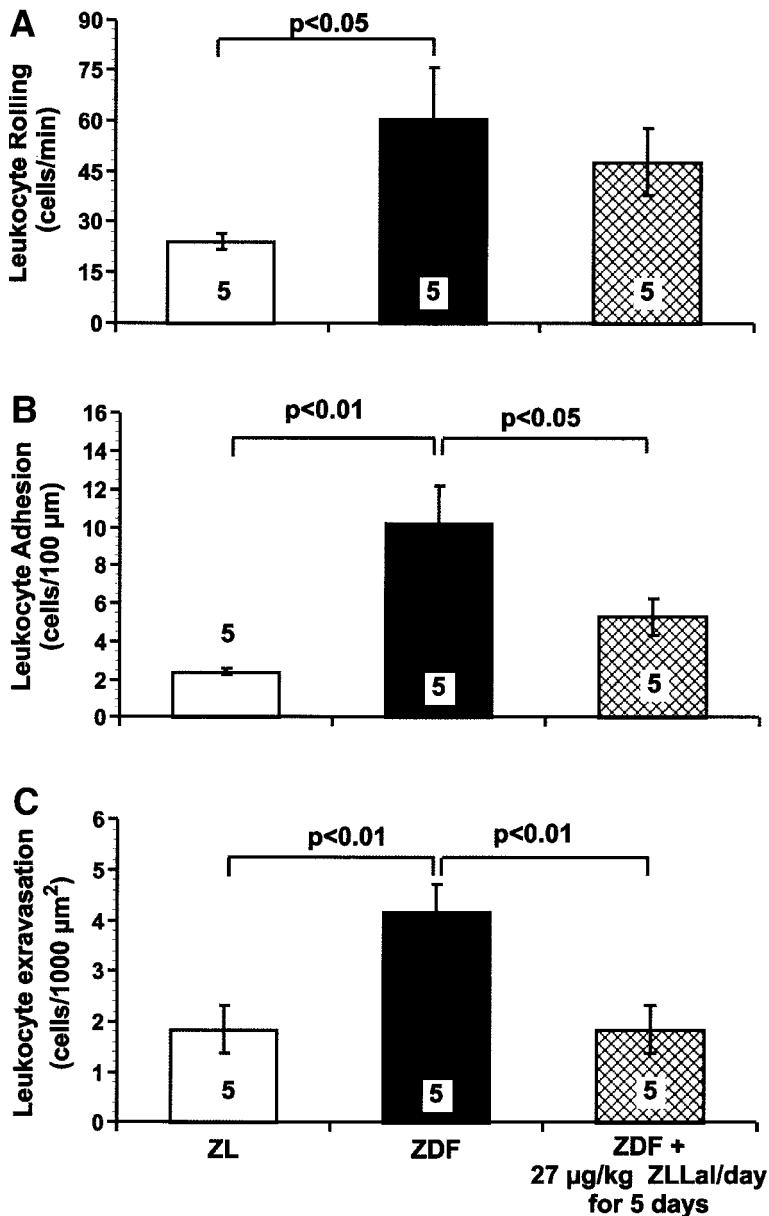 A
Leukocyte Rolling
(cells/min)
90
75
60
45
30
15
0
p<0.05
5
5
5
B
Leukocyte Adhesion
(cells/100 µm)
16
14
12
10
8
6
4
2
0
p<0.01
p<0.05
5
5
5
C
Leukocyte exravasation
(cells/1000 µm²)
6
5
4
3
2
1
0
p<0.01
p<0.01
5
5
5
ZL
ZDF
ZDF +
27 µg/kg ZLLal/day
for 5 days